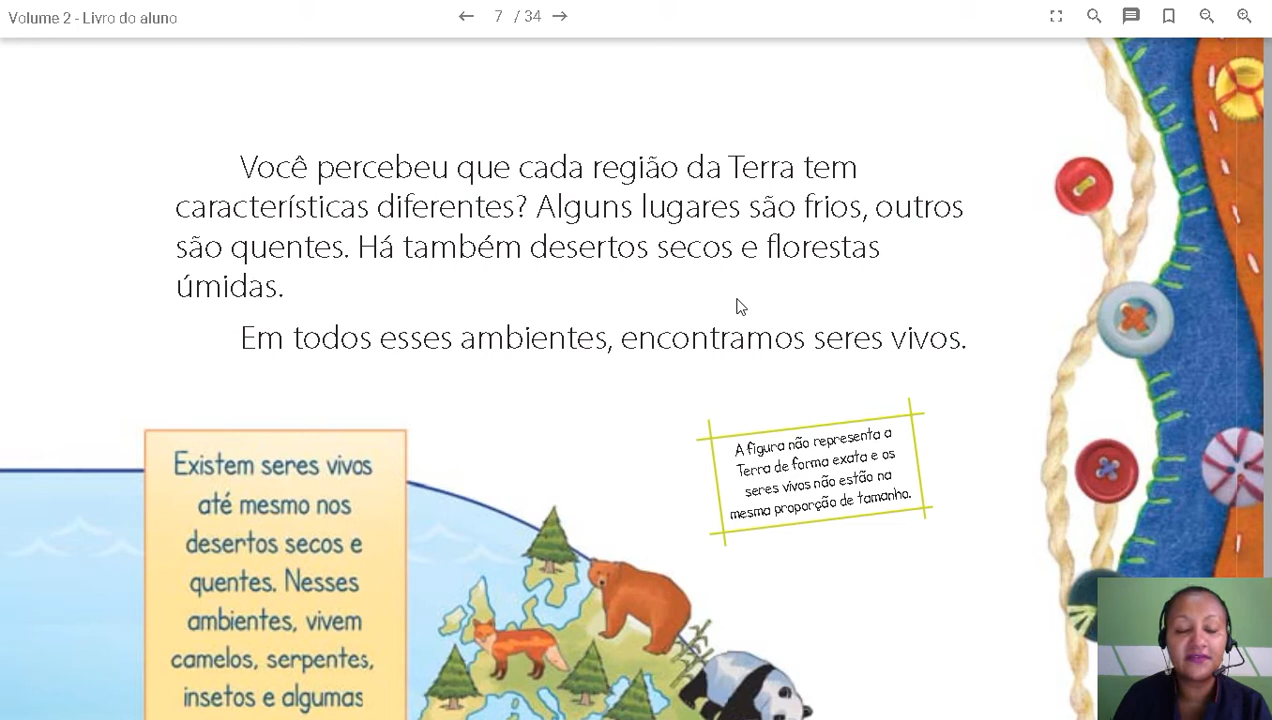 Volume 2 - Livro do aluno
7 / 34
Você percebeu que cada região da Terra tem
características diferentes? Alguns lugares são frios, outros
são quentes. Há também desertos secos e florestas
úmidas.
Em todos esses ambientes, encontramos seres vivos.
A figura não representa a
Terra de forma exata e os
seres vivos não estão na
mesma proporção de tamanho.
Existem seres vivos
até mesmo nos
desertos secos e
quentes. Nesses
ambientes, vivem
camelos, serpentes,
insetos e algumas